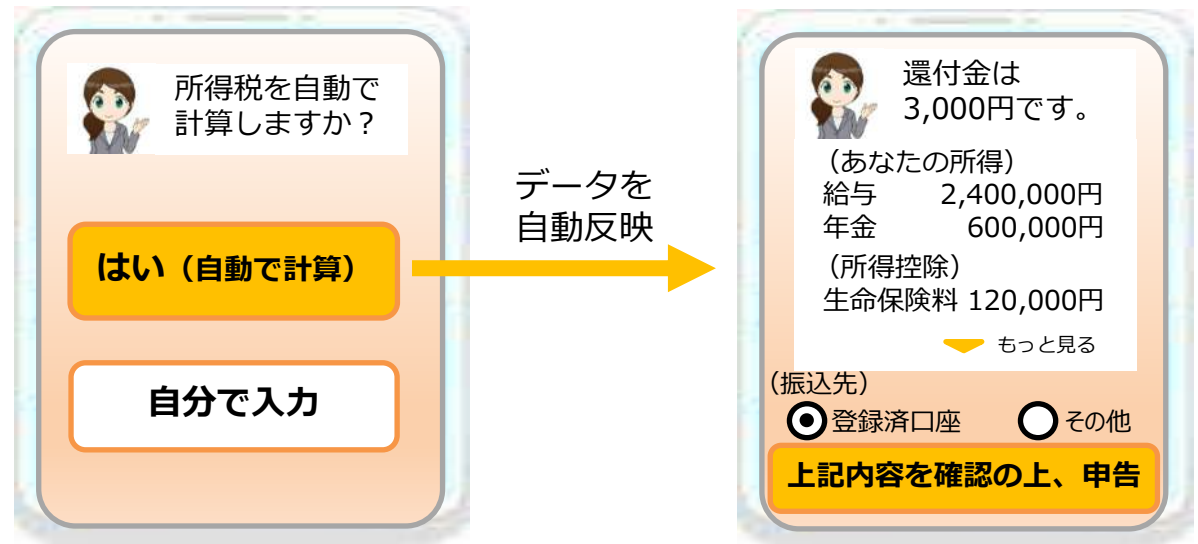 所得税を自動で
計算しますか？
はい（自動で計算）
自分で入力
データを
自動反映
還付金は
3,000円です。
（あなたの所得）
給与 2,400,000円
年金 600,000円
（所得控除）
生命保険料 120,000円
もっと見る
（振込先）
登録済口座 その他
上記内容を確認の上、申告